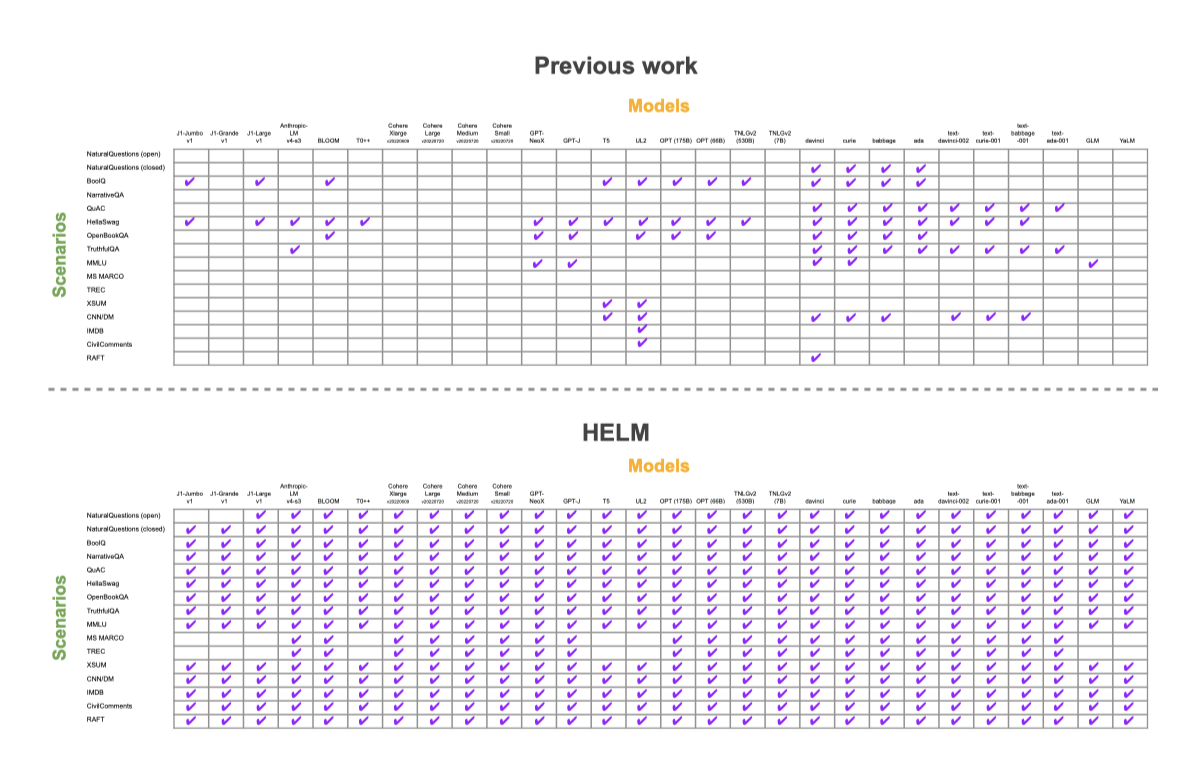 Previous work
Models
J1-Jumbo v1
J1-Grande v1
J1-Large v1
Anthropic-LM v4-s3
BLOOM
T0++
Cohere Xlarge v20220609
Cohere Large v20220720
Cohere Medium v20220720
Cohere Small v20220720
GPT-NeoX
GPT-J
T5
UL2
OPT (175B)
OPT (66B)
TNLGv2 (530B)
TNLGv2 (7B)
davinci
curie
babbage
ada
text-davinci-002
text-curie-001
text-babbage-001
text-ada-001
GLM
YaLM
Scenarios
NaturalQuestions (open)
NaturalQuestions (closed)
BoolQ
NarrativeQA
QuAC
HellaSwag
OpenBookQA
TruthfulQA
MMLU
MS MARCO
TREC
XSUM
CNN/DM
IMDB
CivilComments
RAFT
HELM
Models
J1-Jumbo v1
J1-Grande v1
J1-Large v1
Anthropic-LM v4-s3
BLOOM
T0++
Cohere Xlarge v20220609
Cohere Large v20220720
Cohere Medium v20220720
Cohere Small v20220720
GPT-NeoX
GPT-J
T5
UL2
OPT (175B)
OPT (66B)
TNLGv2 (530B)
TNLGv2 (7B)
davinci
curie
babbage
ada
text-davinci-002
text-curie-001
text-babbage-001
text-ada-001
GLM
YaLM
Scenarios
NaturalQuestions (open)
NaturalQuestions (closed)
BoolQ
NarrativeQA
QuAC
HellaSwag
OpenBookQA
TruthfulQA
MMLU
MS MARCO
TREC
XSUM
CNN/DM
IMDB
CivilComments
RAFT